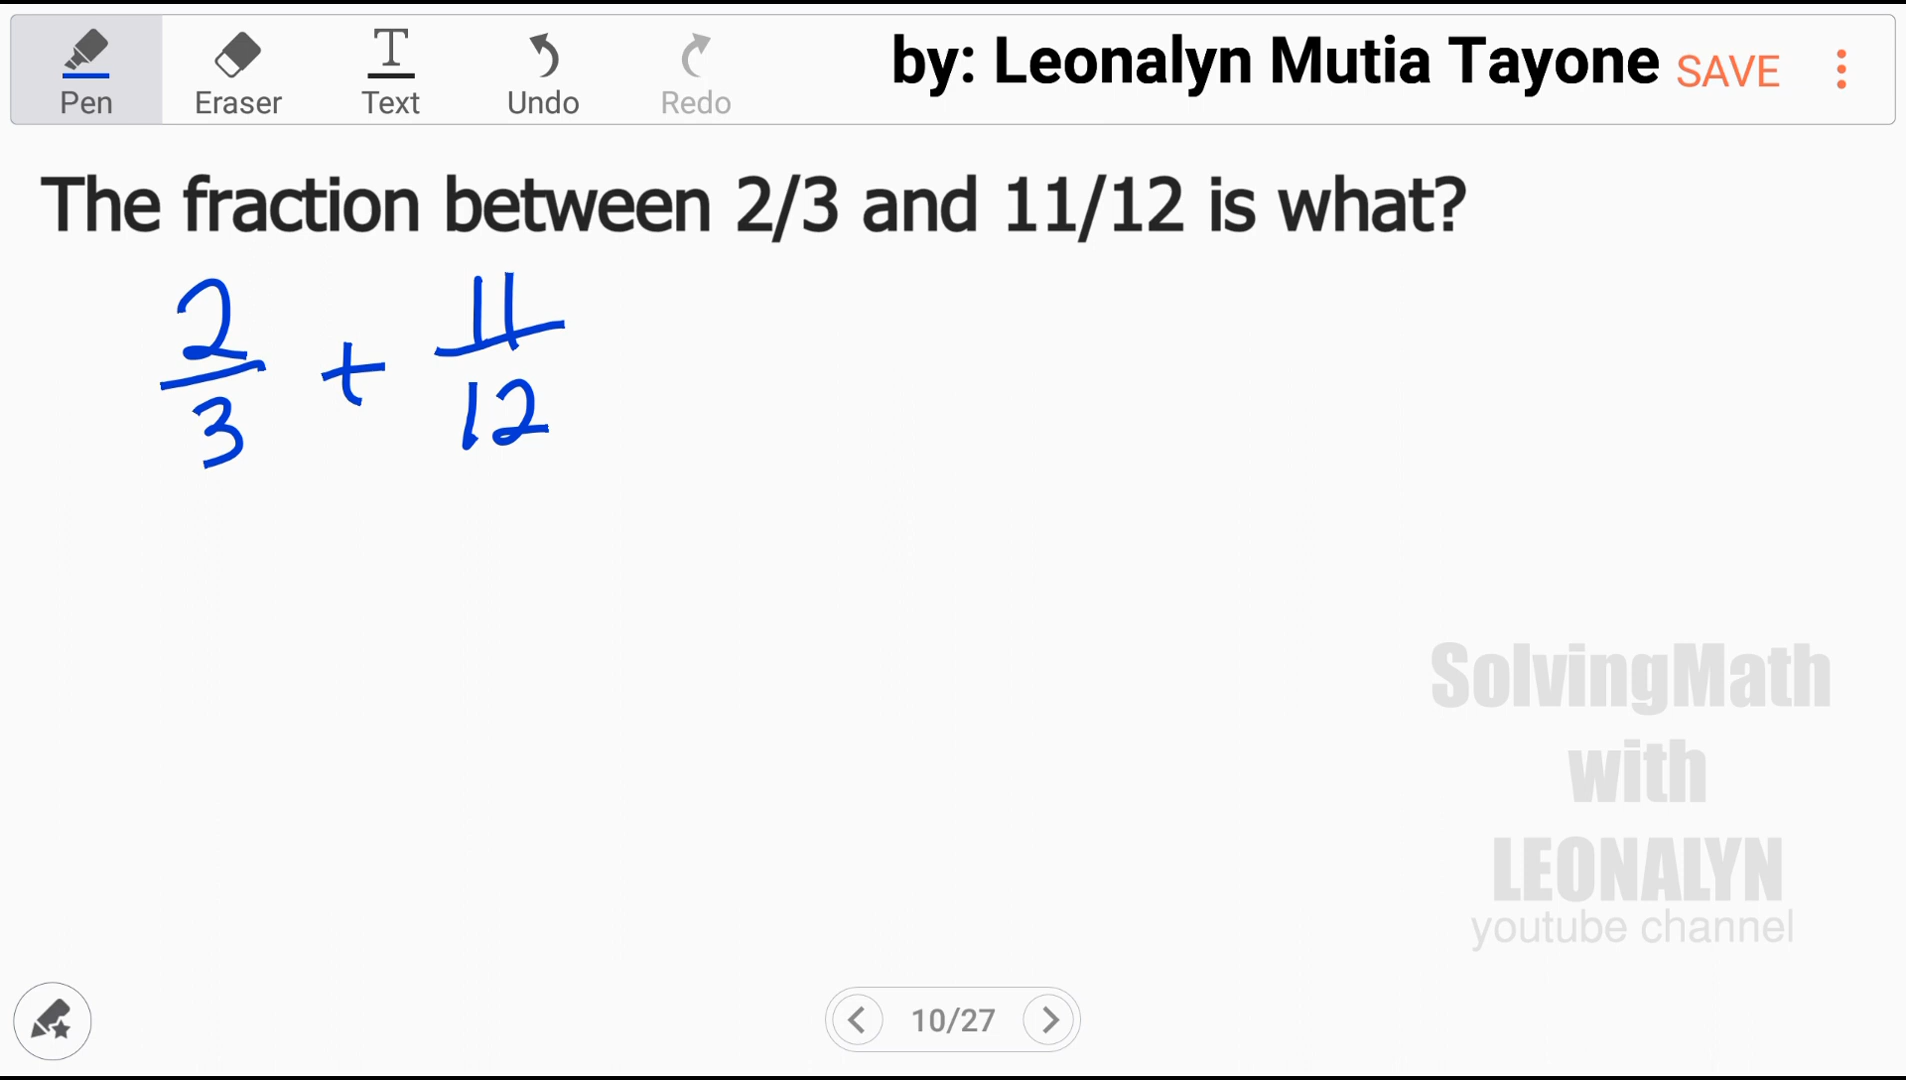 Pen Eraser Text Undo Redo by: Leonalyn Mutia Tayone SAVE
The fraction between 2/3 and 11/12 is what?
2/3 + 11/12
SolvingMath
with
LEONALYN
youtube channel
10/27